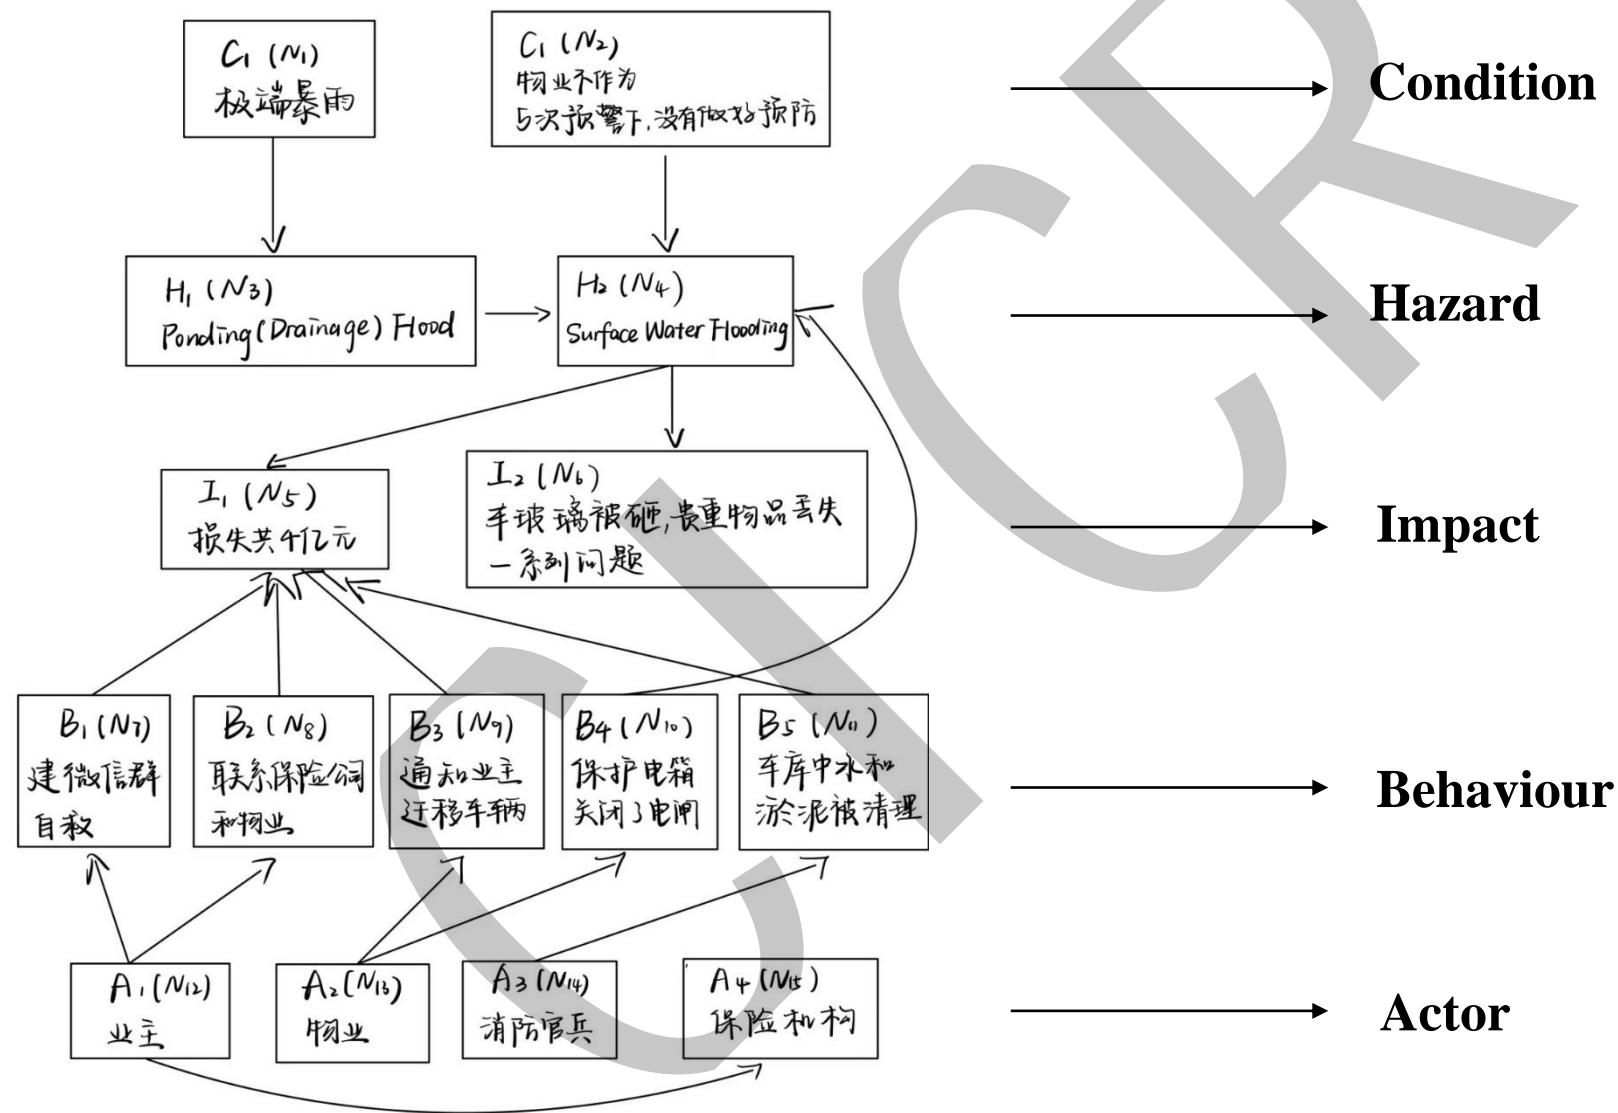 C₁ (N₁)
极端暴雨
C₁ (N₂)
物业不作为
5次预警下,没有做好预防
Condition
H₁ (N₃)
Ponding (Drainage) Flood
H₂ (N₄)
Surface Water Flooding
Hazard
I₁ (N₅)
损失共4亿元
I₂ (N₆)
车玻璃被砸,贵重物品丢失
一系列问题
Impact
B₁ (N₇)
建微信群
自救
B₂ (N₈)
联系保险公司
和物业
B₃ (N₉)
通知业主
迁移车辆
B₄ (N₁₀)
保护电箱
关闭了电闸
B₅ (N₁₁)
车库中水和
淤泥被清理
Behaviour
A₁ (N₁₂)
业主
A₂ (N₁₃)
物业
A₃ (N₁₄)
消防官兵
A₄ (N₁₅)
保险机构
Actor
CICR